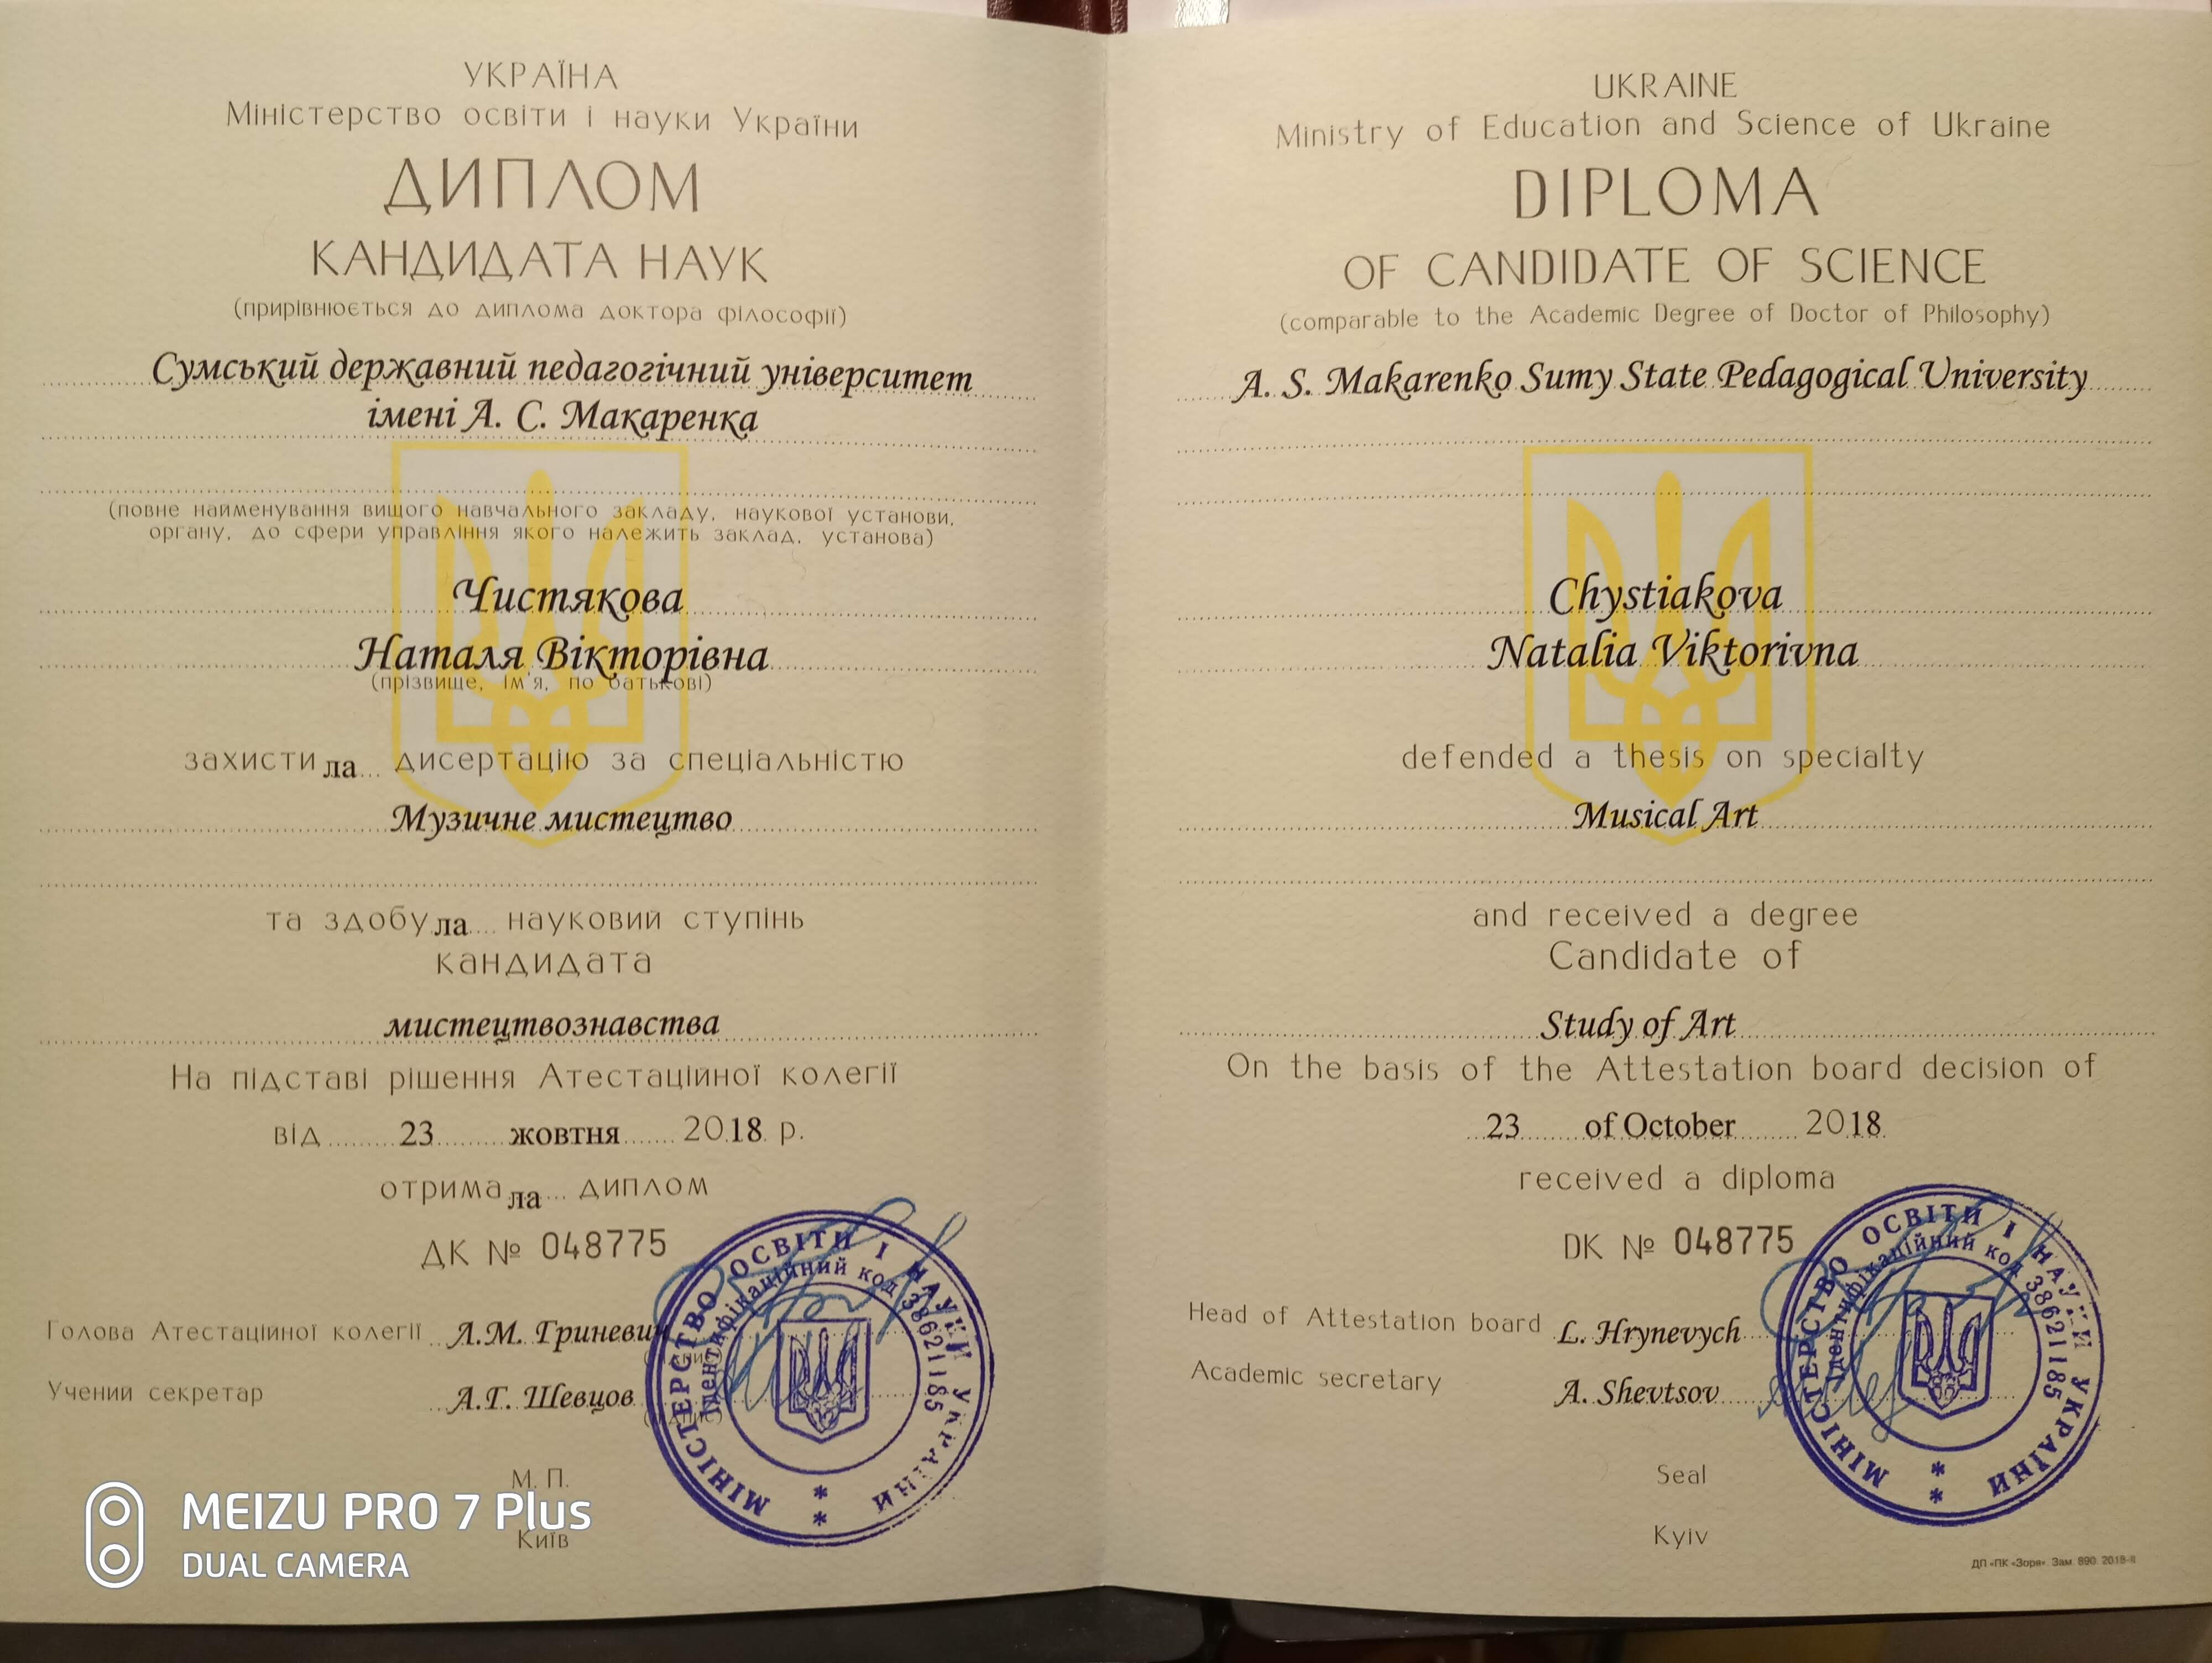 УКРАЇНА
Міністерство освіти і науки України
ДИПЛОМ
КАНДИДАТА НАУК
(прирівнюється до диплома доктора філософії)
Сумський державний педагогічний університет
імені А. С. Макаренка
(повне найменування вищого навчального закладу, наукової установи,
органу, до сфери управління якого належить заклад, установа)
Чистякова
Наталя Вікторівна
(прізвище, ім'я, по батькові)
захистила дисертацію за спеціальністю
Музичне мистецтво
та здобула науковий ступінь
кандидата
мистецтвознавства
На підставі рішення Атестаційної колегії
від 23 жовтня 2018 р.
отримала диплом
ДК № 048775
Голова Атестаційної колегії Л.М. Гриневич
Учений секретар А.Г. Шевцов
М. П.
Київ
МІНІСТЕРСТВО ОСВІТИ І НАУКИ УКРАЇНИ
Ідентифікаційний код 38621185
MEIZU PRO 7 Plus
DUAL CAMERA
UKRAINE
Ministry of Education and Science of Ukraine
DIPLOMA
OF CANDIDATE OF SCIENCE
(comparable to the Academic Degree of Doctor of Philosophy)
A. S. Makarenko Sumy State Pedagogical University
Chystiakova
Natalia Viktorivna
defended a thesis on specialty
Musical Art
and received a degree
Candidate of
Study of Art
On the basis of the Attestation board decision of
23 of October 2018
received a diploma
DK № 048775
Head of Attestation board L. Hrynevych
Academic secretary A. Shevtsov
Seal
Kyiv
МІНІСТЕРСТВО ОСВІТИ І НАУКИ УКРАЇНИ
Ідентифікаційний код 38621185
ДП «ПК «Зоря». Зам. 890. 2018-ІІ